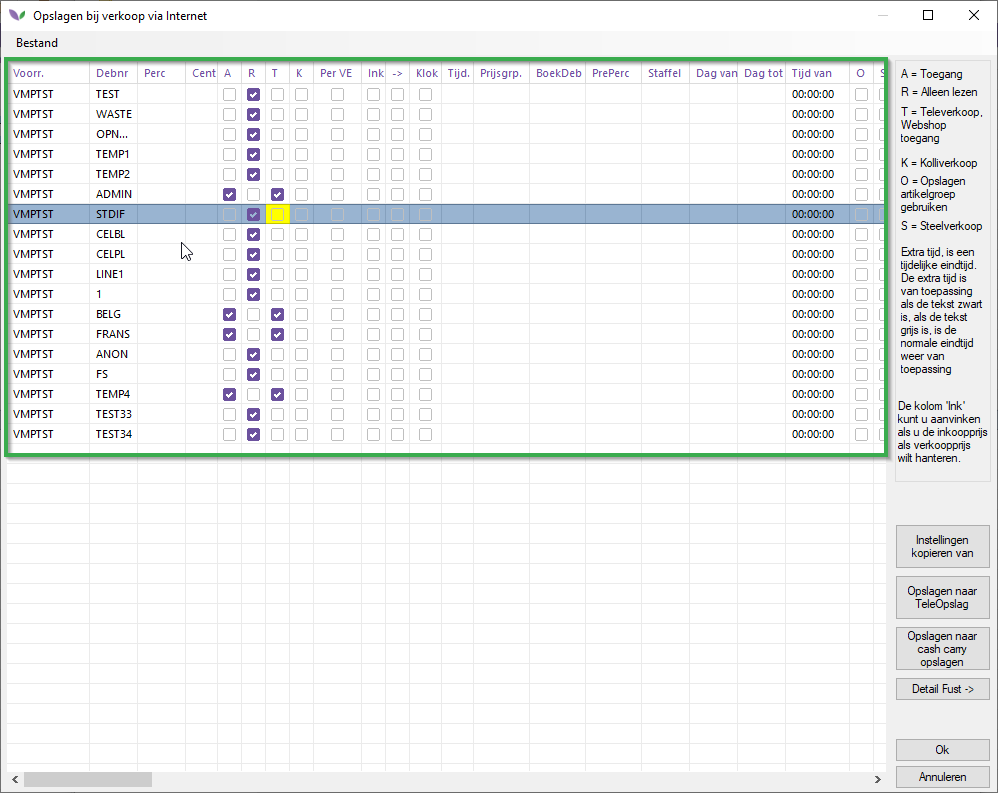 Opslagen bij verkoop via Internet
Bestand
Voorr. Debnr Perc Cent A R T K Per VE Ink -> Klok Tijd. Prijsgrp. BoekDeb PrePerc Staffel Dag van Dag tot Tijd van O S
VMPTST TEST 00:00:00
VMPTST WASTE 00:00:00
VMPTST OPN... 00:00:00
VMPTST TEMP1 00:00:00
VMPTST TEMP2 00:00:00
VMPTST ADMIN 00:00:00
VMPTST STDIF 00:00:00
VMPTST CELBL 00:00:00
VMPTST CELPL 00:00:00
VMPTST LINE1 00:00:00
VMPTST 1 00:00:00
VMPTST BELG 00:00:00
VMPTST FRANS 00:00:00
VMPTST ANON 00:00:00
VMPTST FS 00:00:00
VMPTST TEMP4 00:00:00
VMPTST TEST33 00:00:00
VMPTST TEST34 00:00:00
A = Toegang
R = Alleen lezen
T = Televerkoop,
Webshop
toegang
K = Kolliverkoop
O = Opslagen
artikelgroep
gebruiken
S = Steelverkoop
Extra tijd, is een
tijdelijke eindtijd.
De extra tijd is
van toepassing
als de tekst zwart
is, als de tekst
grijs is, is de
normale eindtijd
weer van
toepassing
De kolom 'Ink'
kunt u aanvinken
als u de inkoopprijs
als verkoopprijs
wilt hanteren.
Instellingen
kopieren van
Opslagen naar
TeleOpslag
Opslagen naar
cash carry
opslagen
Detail Fust ->
Ok
Annuleren